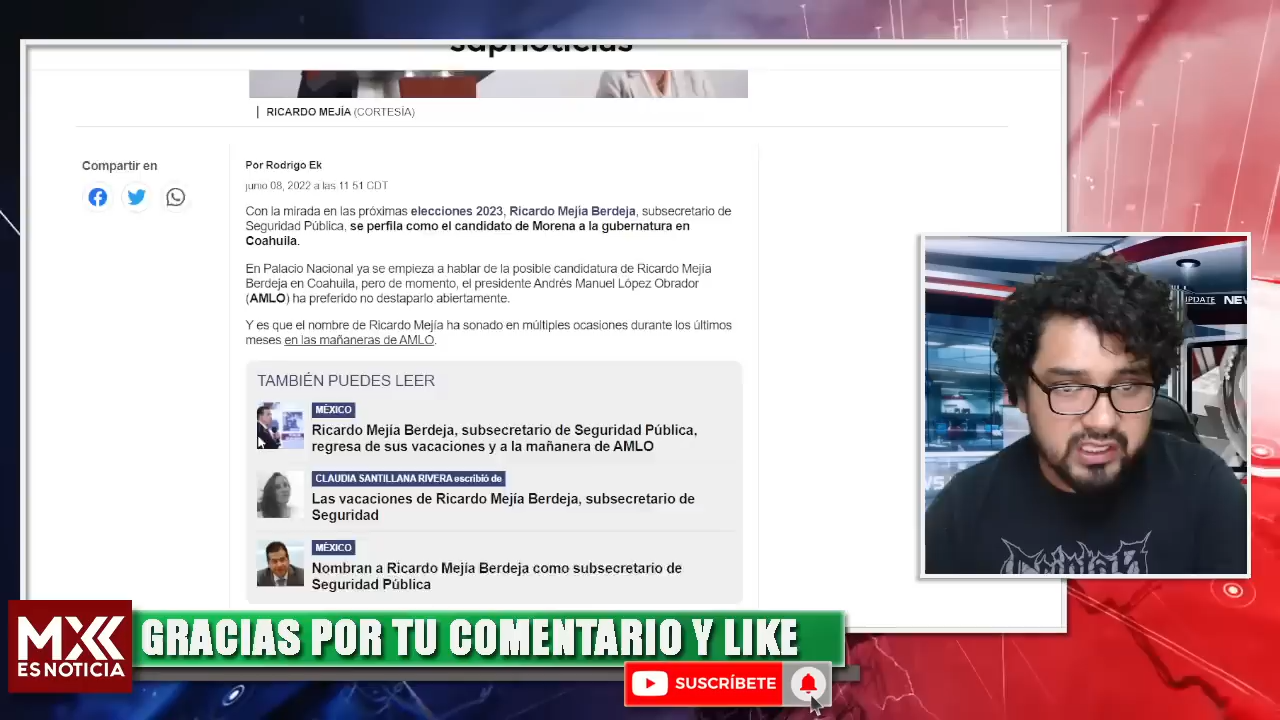 sdpnoticias
RICARDO MEJÍA (CORTESÍA)
Compartir en
Por Rodrigo Ek
junio 08, 2022 a las 11:51 CDT
Con la mirada en las próximas elecciones 2023, Ricardo Mejía Berdeja, subsecretario de
Seguridad Pública, se perfila como el candidato de Morena a la gubernatura en
Coahuila.
En Palacio Nacional ya se empieza a hablar de la posible candidatura de Ricardo Mejía
Berdeja en Coahuila, pero de momento, el presidente Andrés Manuel López Obrador
(AMLO) ha preferido no destaparlo abiertamente.
Y es que el nombre de Ricardo Mejía ha sonado en múltiples ocasiones durante los últimos
meses en las mañaneras de AMLO.
TAMBIÉN PUEDES LEER
MÉXICO
Ricardo Mejía Berdeja, subsecretario de Seguridad Pública,
regresa de sus vacaciones y a la mañanera de AMLO
CLAUDIA SANTILLANA RIVERA escribió de
Las vacaciones de Ricardo Mejía Berdeja, subsecretario de
Seguridad
MÉXICO
Nombran a Ricardo Mejía Berdeja como subsecretario de
Seguridad Pública
UPDATE NEW
MX
ES NOTICIA
GRACIAS POR TU COMENTARIO Y LIKE
SUSCRÍBETE